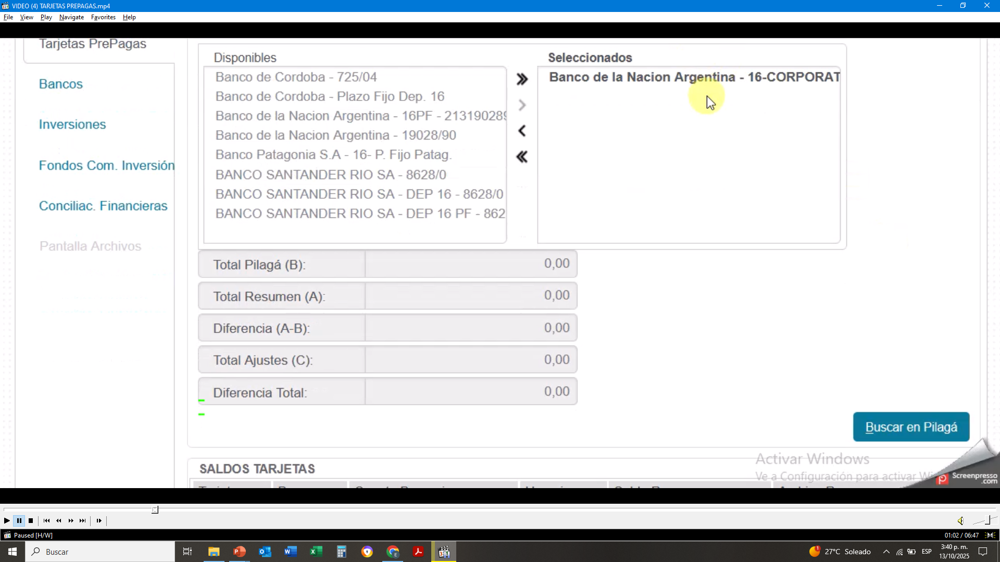 VIDEO (4) TARJETAS PREPAGAS.mp4
File View Play Navigate Favorites Help
Tarjetas PrePagas
Bancos
Inversiones
Fondos Com. Inversión
Conciliac. Financieras
Pantalla Archivos
Disponibles
Banco de Cordoba - 725/04
Banco de Cordoba - Plazo Fijo Dep. 16
Banco de la Nacion Argentina - 16PF - 213190289
Banco de la Nacion Argentina - 19028/90
Banco Patagonia S.A - 16- P. Fijo Patag.
BANCO SANTANDER RIO SA - 8628/0
BANCO SANTANDER RIO SA - DEP 16 - 8628/0
BANCO SANTANDER RIO SA - DEP 16 PF - 862
Seleccionados
Banco de la Nacion Argentina - 16-CORPORAT
Total Pilagá (B): 0,00
Total Resumen (A): 0,00
Diferencia (A-B): 0,00
Total Ajustes (C): 0,00
Diferencia Total: 0,00
Buscar en Pilagá
SALDOS TARJETAS
Activar Windows
Ve a Configuración para activar Wi
Screenpresso
.com
Paused [H/W]
01:02 / 06:47
Buscar
1
27°C Soleado
ESP
3:40 p. m.
13/10/2025